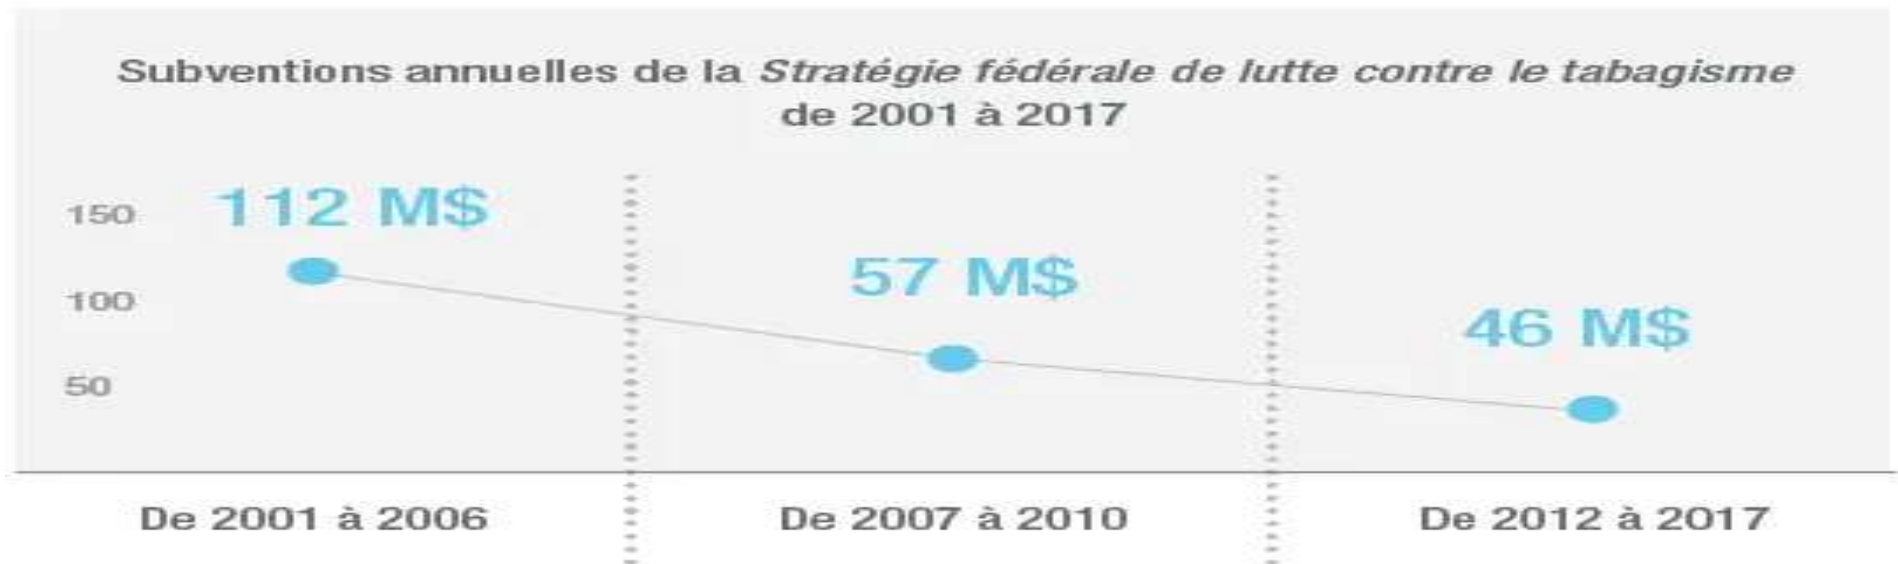 Subventions annuelles de la Stratégie fédérale de lutte contre le tabagisme
de 2001 à 2017
150
112 M$
57 M$
100
46 M$
50
De 2001 à 2006
De 2007 à 2010
De 2012 à 2017